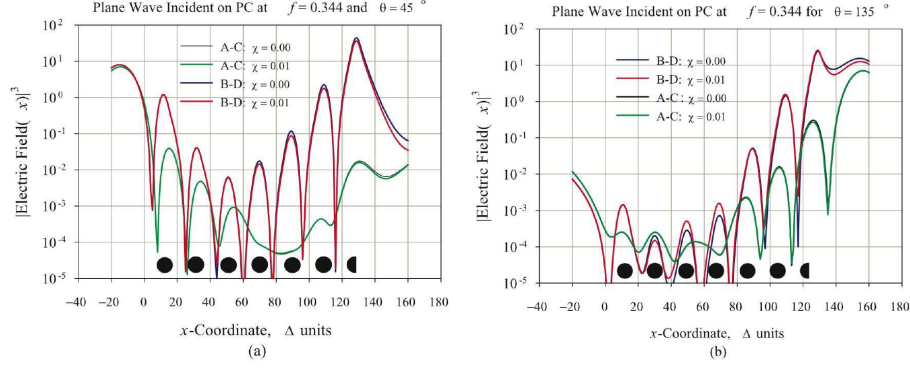 Plane Wave Incident on PC at f = 0.344 and θ = 45°
10²
10¹
10⁰
10⁻¹
10⁻²
10⁻³
10⁻⁴
10⁻⁵
|Electric Field( x)|³
A-C: χ = 0.00
A-C: χ = 0.01
B-D: χ = 0.00
B-D: χ = 0.01
−40 −20 0 20 40 60 80 100 120 140 160 180
x-Coordinate, Δ units
(a)
Plane Wave Incident on PC at f = 0.344 for θ = 135°
10²
10¹
10⁰
10⁻¹
10⁻²
10⁻³
10⁻⁴
10⁻⁵
|Electric Field( x)|³
B-D: χ = 0.00
B-D: χ = 0.01
A-C: χ = 0.00
A-C: χ = 0.01
−40 −20 0 20 40 60 80 100 120 140 160 180
x-Coordinate, Δ units
(b)